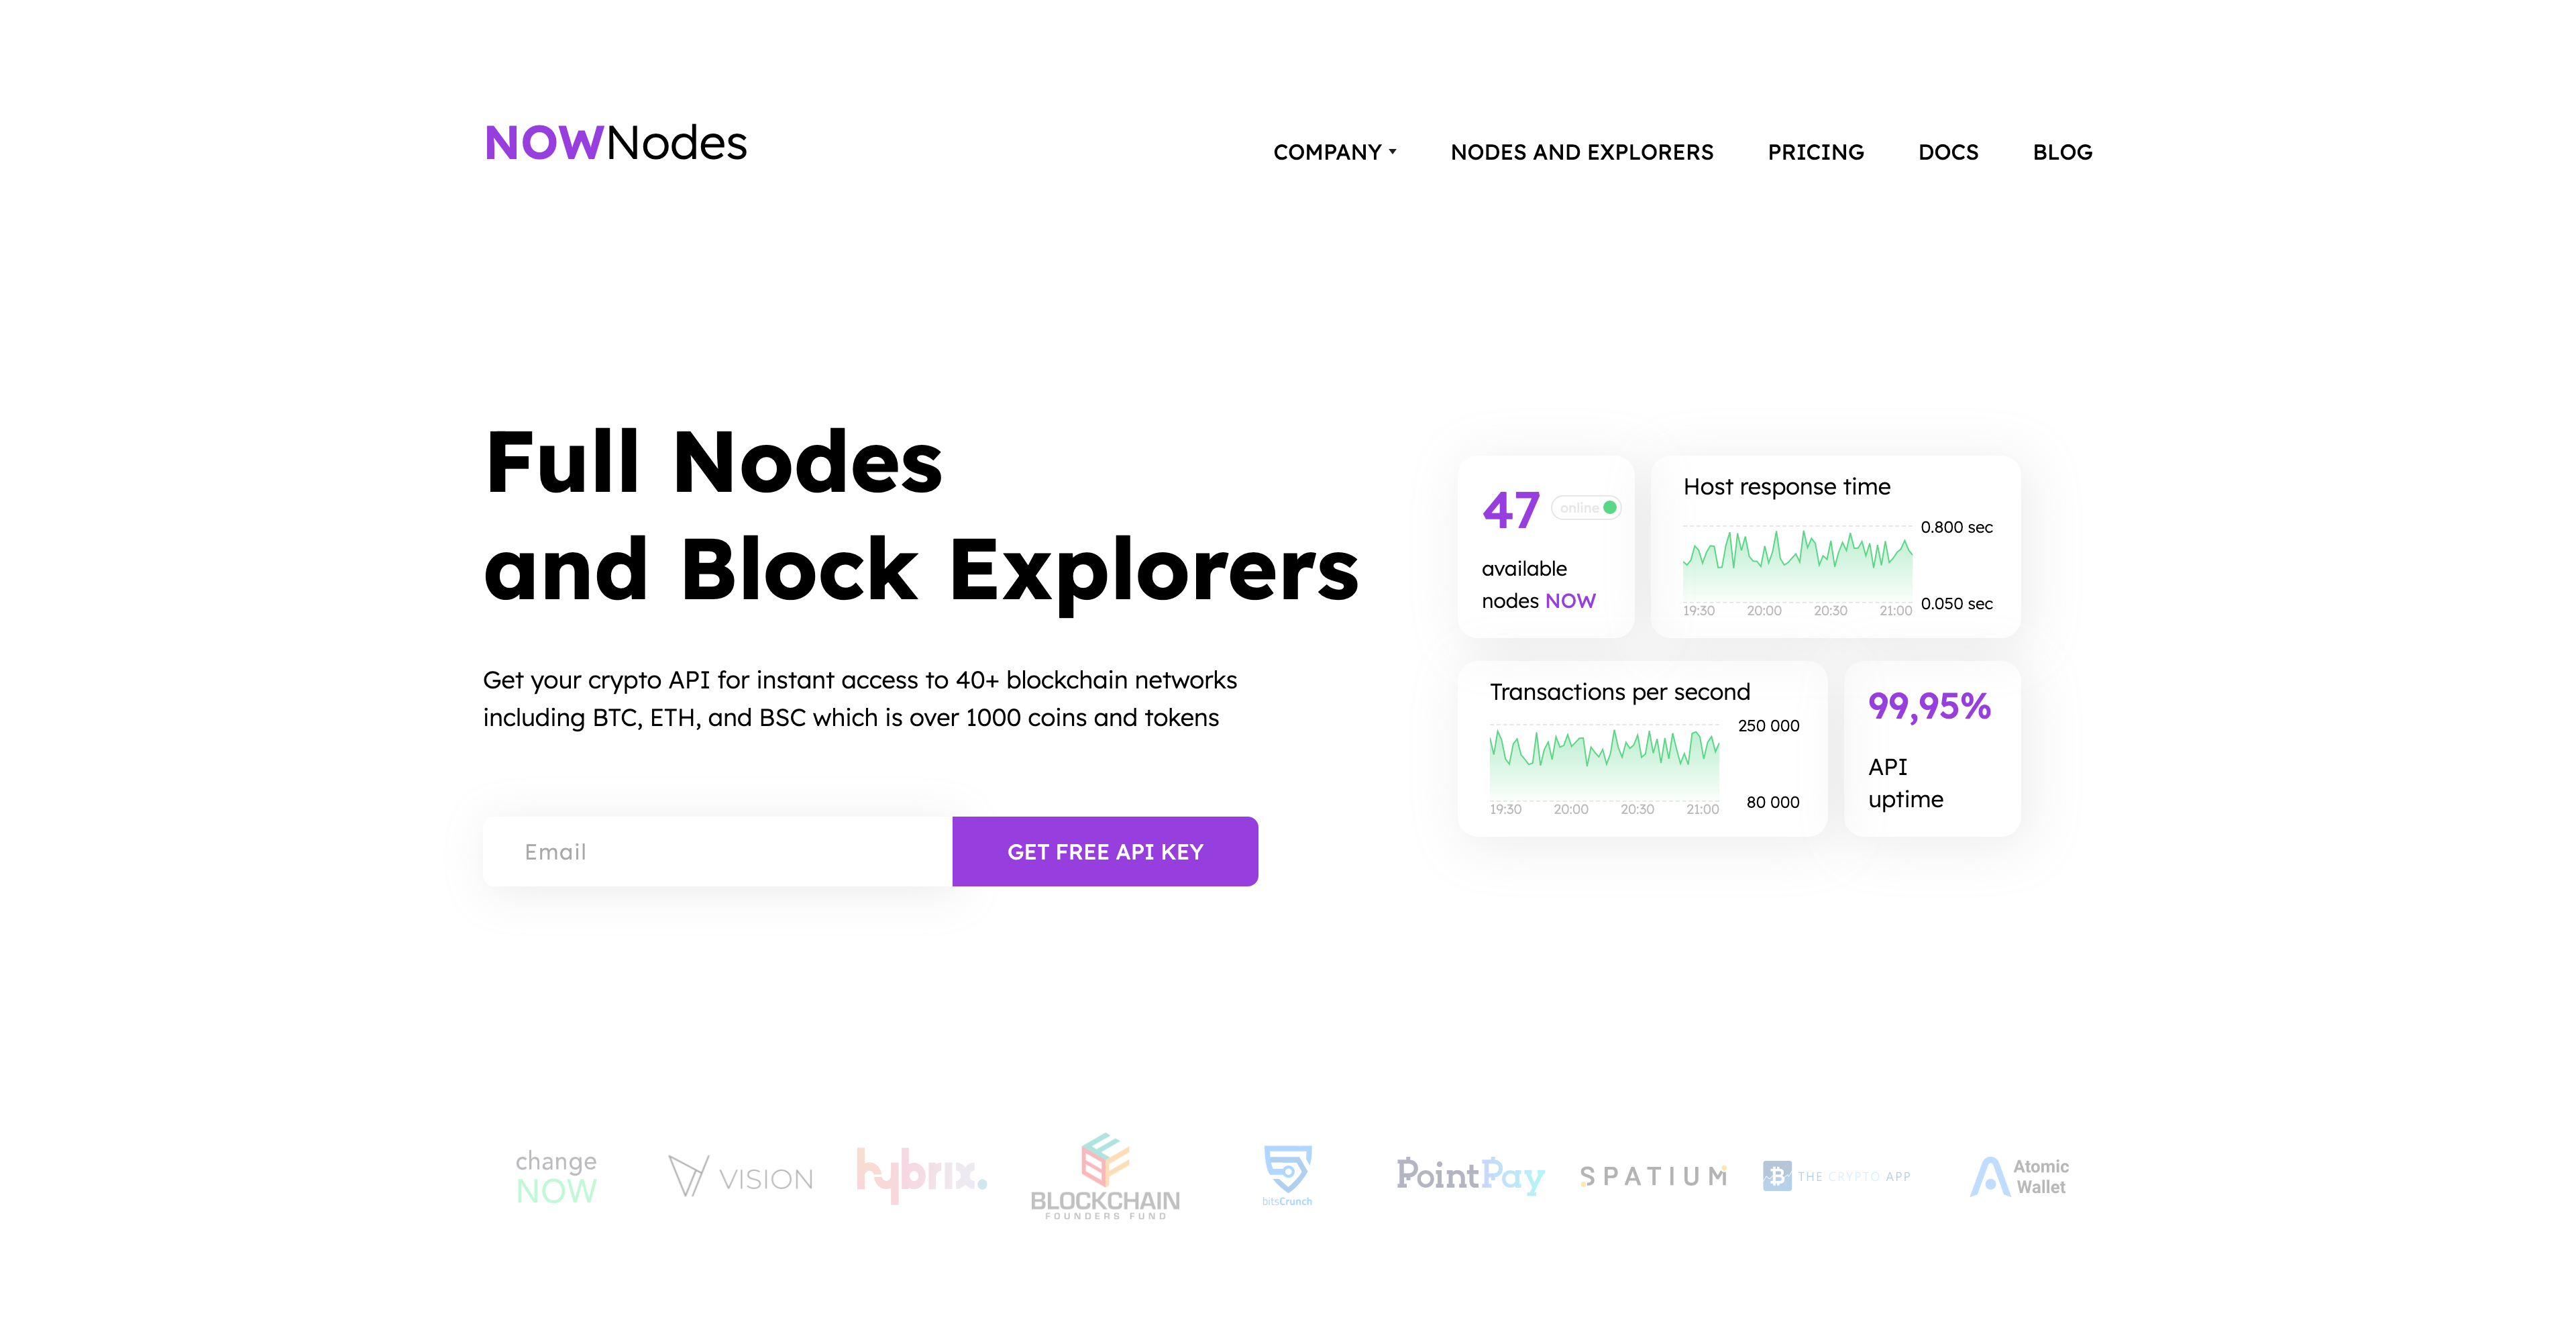 NOWNodes
COMPANY
NODES AND EXPLORERS
PRICING
DOCS
BLOG
Full Nodes
and Block Explorers
Get your crypto API for instant access to 40+ blockchain networks
including BTC, ETH, and BSC which is over 1000 coins and tokens
Email
GET FREE API KEY
47
online
available
nodes NOW
Host response time
0.800 sec
0.050 sec
19:30 20:00 20:30 21:00
Transactions per second
250 000
80 000
19:30 20:00 20:30 21:00
99,95%
API
uptime
change
NOW
VISION
hybrix.
BLOCKCHAIN
FOUNDERS FUND
bitsCrunch
PointPay
SPATIUM
THE CRYPTO APP
Atomic
Wallet